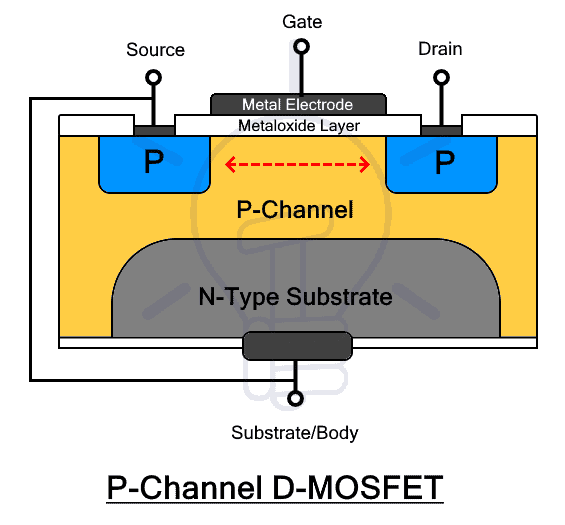 Gate
Source
Drain
Metal Electrode
Metaloxide Layer
P
P
P-Channel
N-Type Substrate
Substrate/Body
P-Channel D-MOSFET